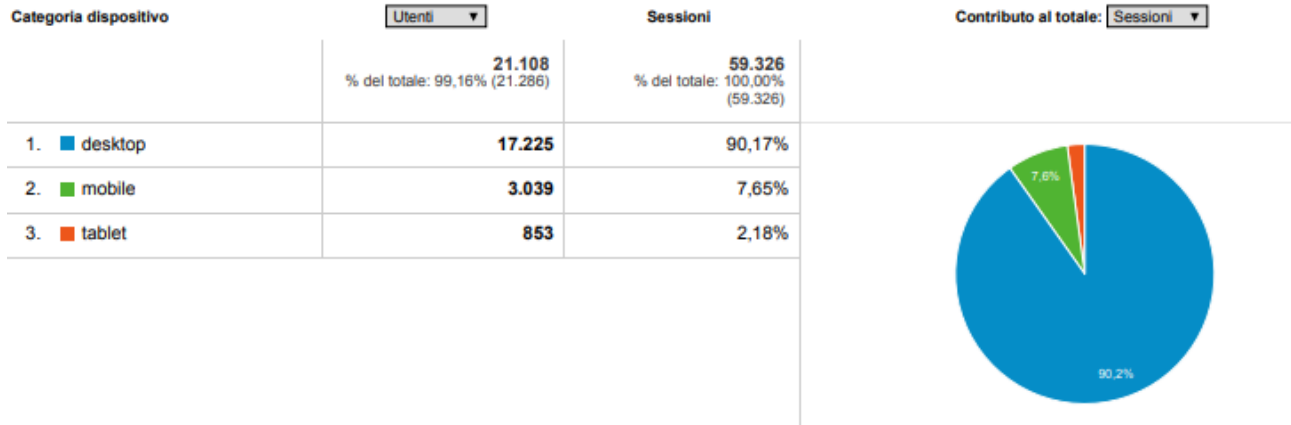 Categoria dispositivo Utenti ▼ Sessioni Contributo al totale: Sessioni ▼
21.108 59.326
% del totale: 99,16% (21.286) % del totale: 100,00%
(59.326)
1. desktop 17.225 90,17%
2. mobile 3.039 7,65%
3. tablet 853 2,18%
7,6%
90,2%